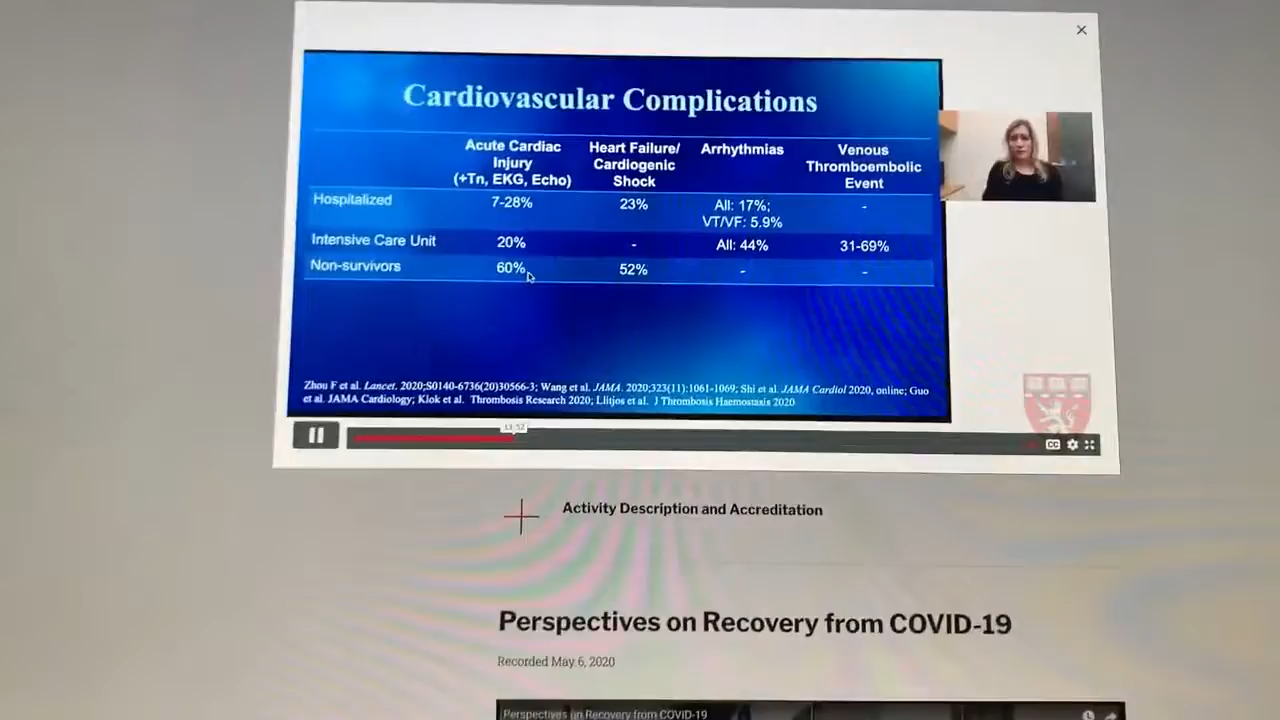 Cardiovascular Complications
Acute Cardiac Injury (+Tn, EKG, Echo)
Heart Failure/ Cardiogenic Shock
Arrhythmias
Venous Thromboembolic Event
Hospitalized 7-28% 23% All: 17%; VT/VF: 5.9% -
Intensive Care Unit 20% - All: 44% 31-69%
Non-survivors 60% 52% - -
Zhou F et al. Lancet. 2020;S0140-6736(20)30566-3; Wang et al. JAMA. 2020;323(11):1061-1069; Shi et al. JAMA Cardiol 2020, online; Guo
et al. JAMA Cardiology; Klok et al. Thrombosis Research 2020; Llitjos et al. J Thrombosis Haemostasis 2020
CC
Activity Description and Accreditation
Perspectives on Recovery from COVID-19
Recorded May 6, 2020
Perspectives on Recovery from COVID-19